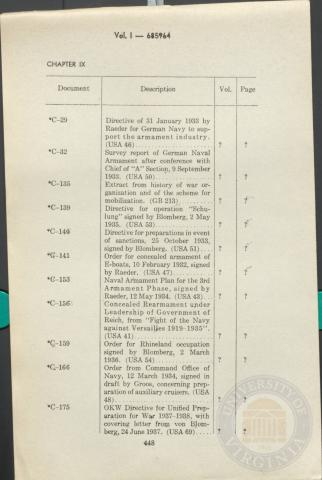 Vol. I — 685964
CHAPTER IX
Document Description Vol. Page
*C-29 Directive of 31 January 1933 by
Raeder for German Navy to sup-
port the armament industry.
(USA 46) ............ ? ?
*C-32 Survey report of German Naval
Armament after conference with
Chief of "A" Section, 9 September
1933. (USA 50) ............ ? ?
*C-135 Extract from history of war or-
ganization and of the scheme for
mobilization. (GB 213) ............ ? ?
*C-139 Directive for operation "Schu-
lung" signed by Blomberg, 2 May
1935. (USA 53) ............ ? ?
*C-140 Directive for preparations in event
of sanctions, 25 October 1933,
signed by Blomberg. (USA 51) ... ? ?
*C-141 Order for concealed armament of
E-boats, 10 February 1932, signed
by Raeder. (USA 47) ............ ? ?
*C-153 Naval Armament Plan for the 3rd
Armament Phase, signed by
Raeder, 12 May 1934. (USA 43) ... ? ?
*C-156 Concealed Rearmament under
Leadership of Government of
Reich, from "Fight of the Navy
against Versailles 1919-1935".
(USA 41) ............ ? ?
*C-159 Order for Rhineland occupation
signed by Blomberg, 2 March
1936. (USA 54) ............ ? ?
*C-166 Order from Command Office of
Navy, 12 March 1934, signed in
draft by Groos, concerning prep-
aration of auxiliary cruisers. (USA
48) ............ ? ?
*C-175 OKW Directive for Unified Prep-
aration for War 1937-1938, with
covering letter from von Blom-
berg, 24 June 1937. (USA 69) .... ? ?
448
UNIVERSITY OF
VIRGINIA